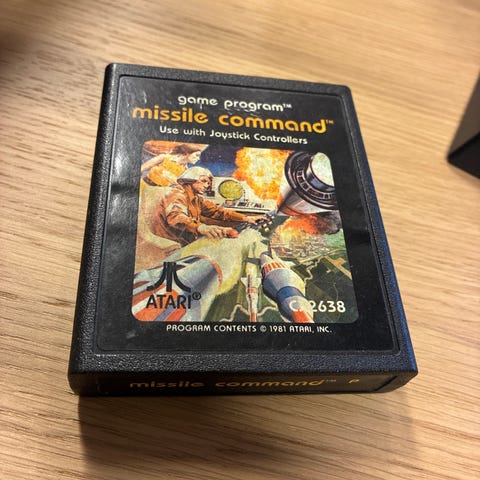 game program™
missile command™
Use with Joystick Controllers
ATARI®
CX2638
PROGRAM CONTENTS © 1981 ATARI, INC.
missile command™ P